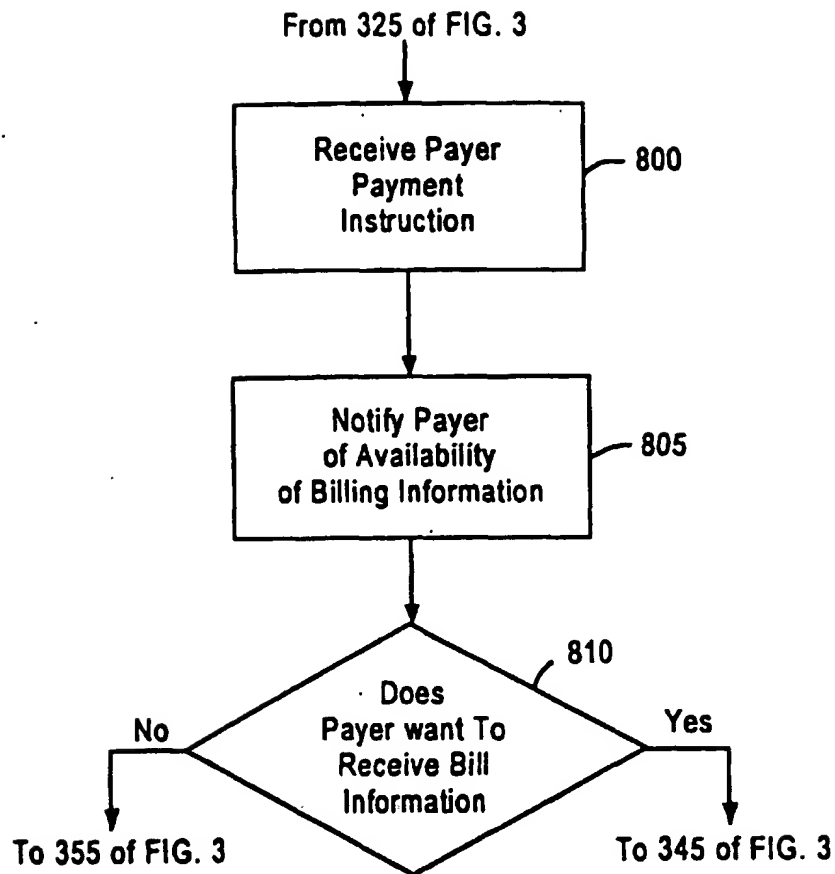 From 325 of FIG. 3
Receive Payer
Payment
Instruction
800
Notify Payer
of Availability
of Billing Information
805
810
Does
Payer want To
Receive Bill
Information
No
Yes
To 355 of FIG. 3
To 345 of FIG. 3